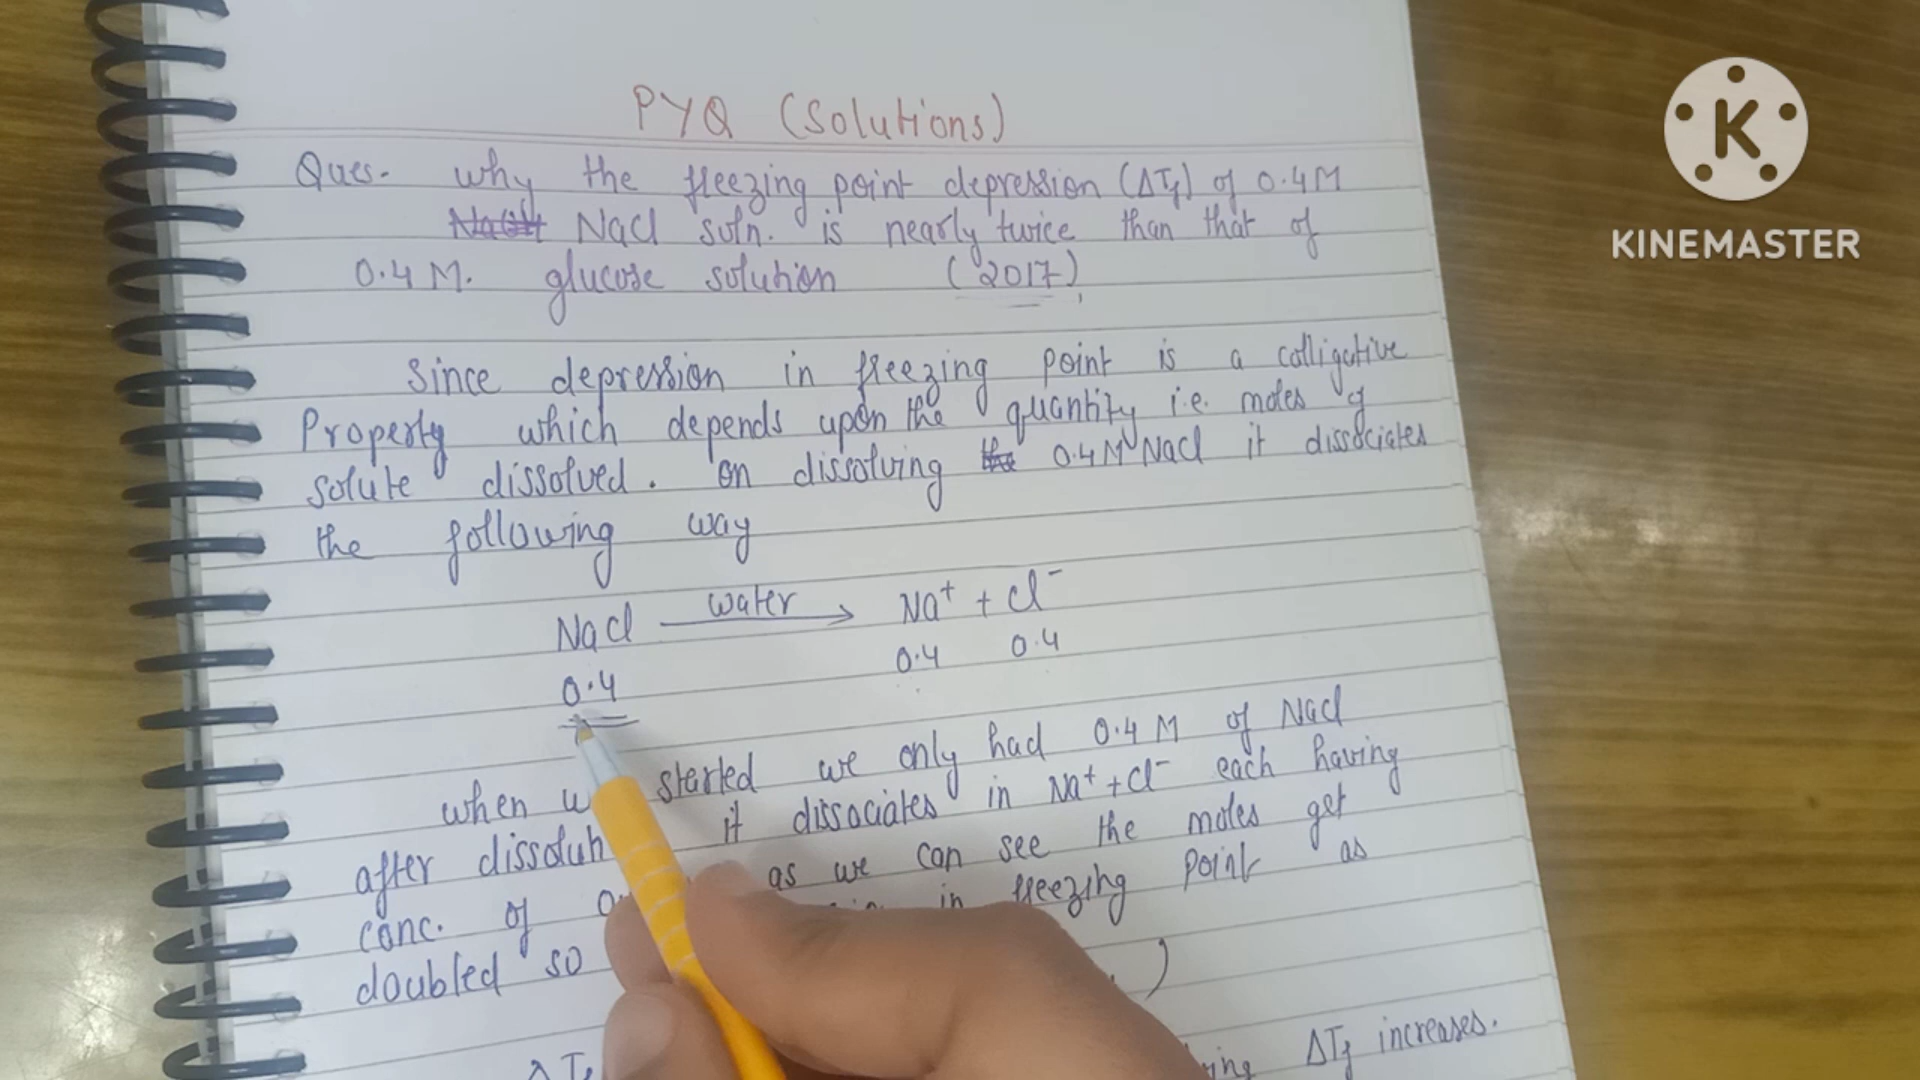 PYQ (Solutions)
Ques. why the freezing point depression (ΔTf) of 0.4M
NaCl soln. is nearly twice than that of
0.4 M. glucose solution (2017)
Since depression in freezing point is a colligative
Property which depends upon the quantity i.e. moles of
solute dissolved. on dissolving 0.4M NaCl it dissociates
the following way
NaCl water → Na⁺ + Cl⁻
0.4 0.4 0.4
when started we only had 0.4 M of NaCl
after it dissociates in Na⁺ + Cl⁻ each having
conc. of as we can see the moles get
doubled so in freezing point as
)
ΔTf increases.
K
KINEMASTER